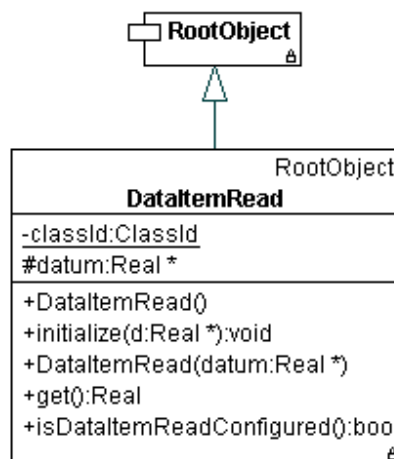 RootObject
RootObject
DataItemRead
-classId:ClassId
#datum:Real *
+DataItemRead()
+initialize(d:Real *):void
+DataItemRead(datum:Real *)
+get():Real
+isDataItemReadConfigured():boo